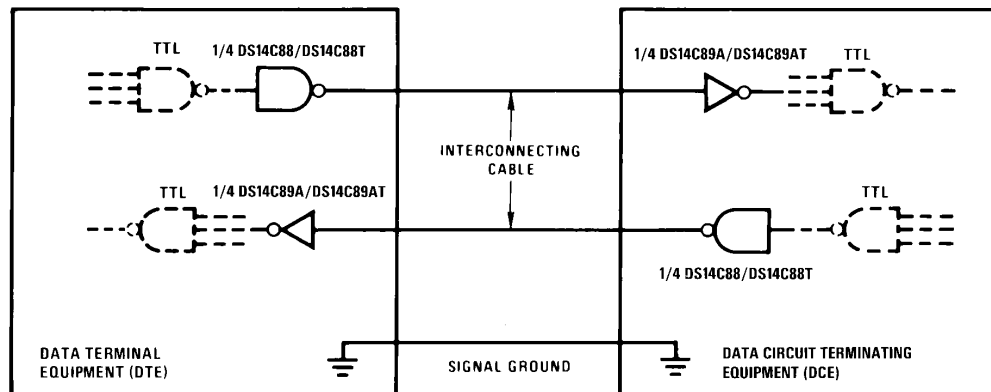 TTL
1/4 DS14C88/DS14C88T
1/4 DS14C89A/DS14C89AT
TTL
INTERCONNECTING
CABLE
TTL
1/4 DS14C89A/DS14C89AT
TTL
1/4 DS14C88/DS14C88T
DATA TERMINAL
EQUIPMENT (DTE)
SIGNAL GROUND
DATA CIRCUIT TERMINATING
EQUIPMENT (DCE)